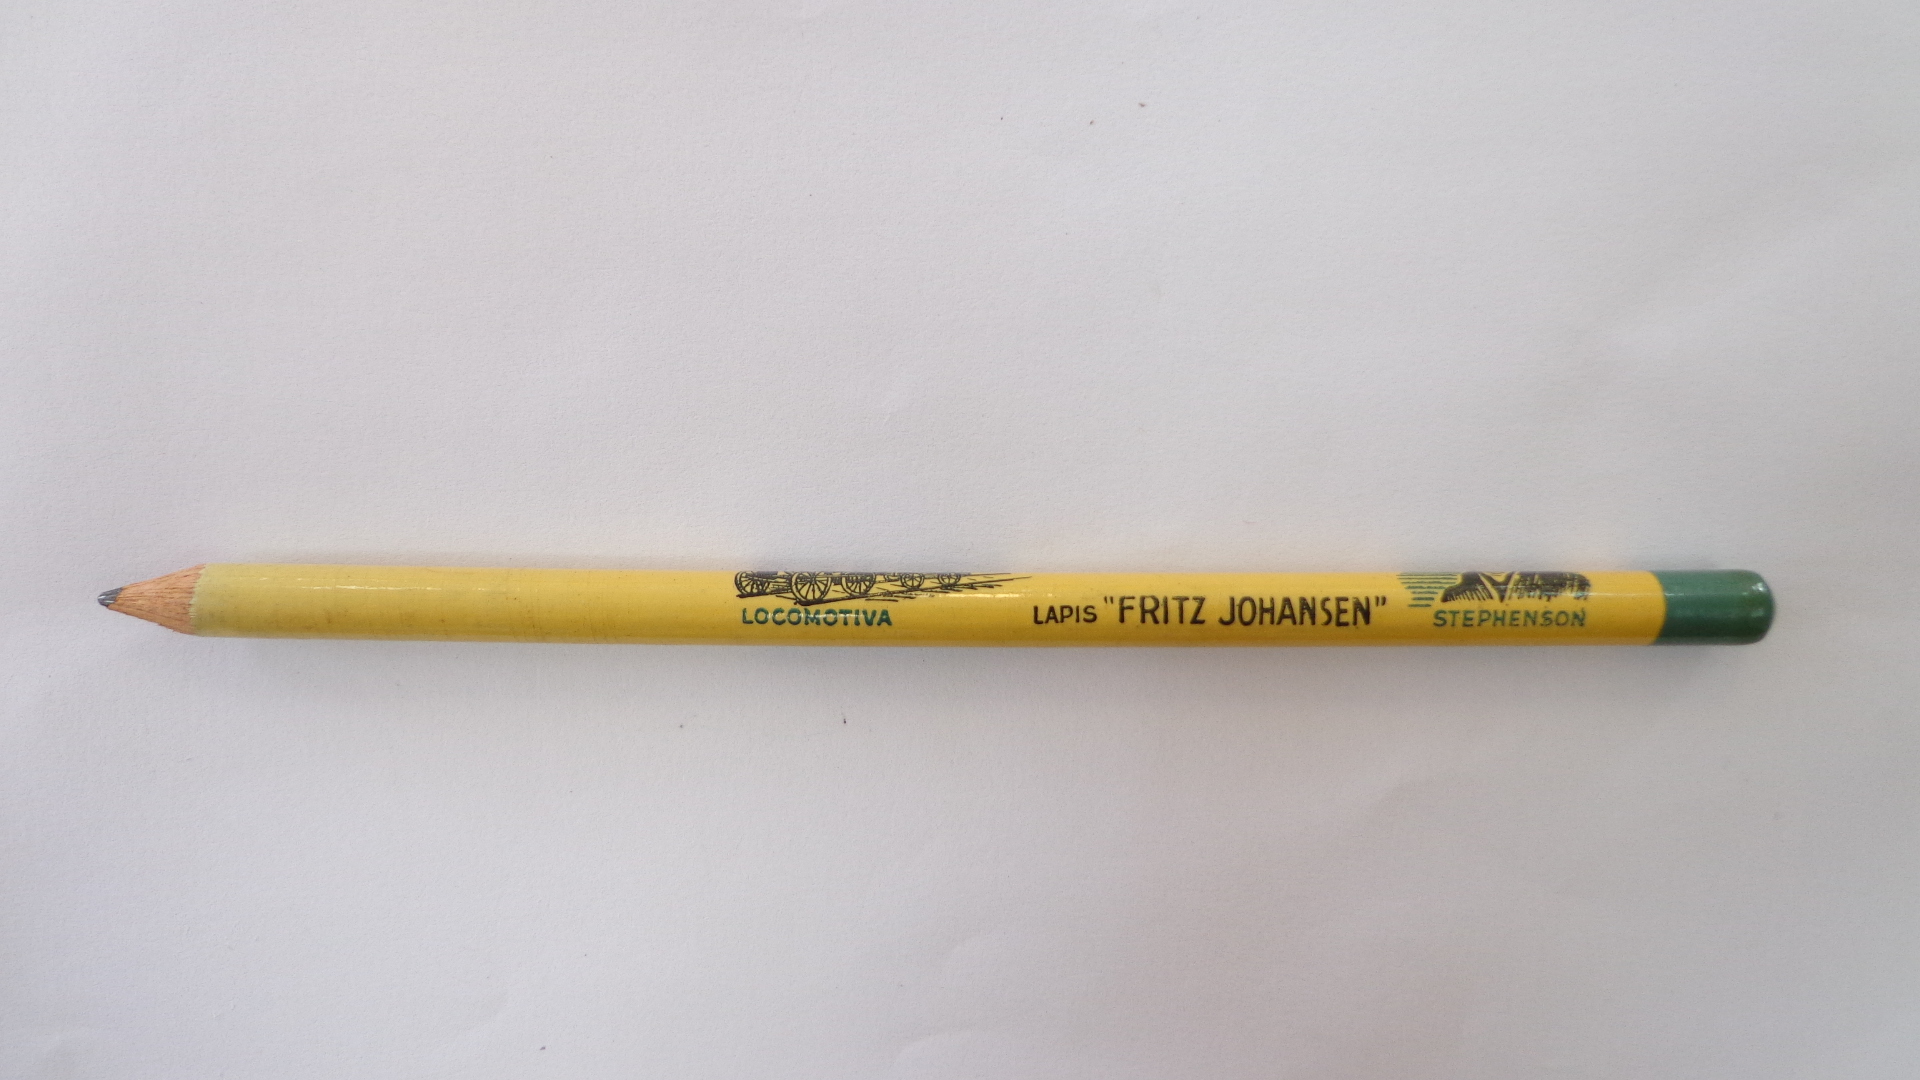 LOCOMOTIVA
LAPIS "FRITZ JOHANSEN"
STEPHENSON